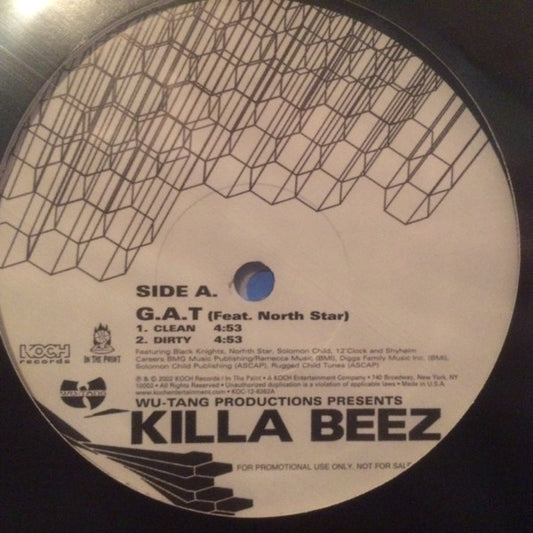 SIDE A.
G.A.T (Feat. North Star)
1. CLEAN 4:53
2. DIRTY 4:53
Featuring Black Knights, Norfth Star, Solomon Child, 12'Clock and Shyheim
Careers BMG Music Publishing/Ramecca Music (BMI), Diggs Family Music Inc. (BMI),
Solomon Child Publishing (ASCAP), Rugged Child Tunes (ASCAP)
KOCH
records
IN THE PAINT
℗ & © 2002 KOCH Records / In The Paint • A KOCH Entertainment Company • 740 Broadway, New York, NY
10003 • All Rights Reserved • Unauthorized duplication is a violation of applicable laws • Made in U.S.A.
www.kochentertainment.com • KOC-12-8362A
WU-TANG
WU-TANG PRODUCTIONS PRESENTS
KILLA BEEZ
FOR PROMOTIONAL USE ONLY, NOT FOR SALE